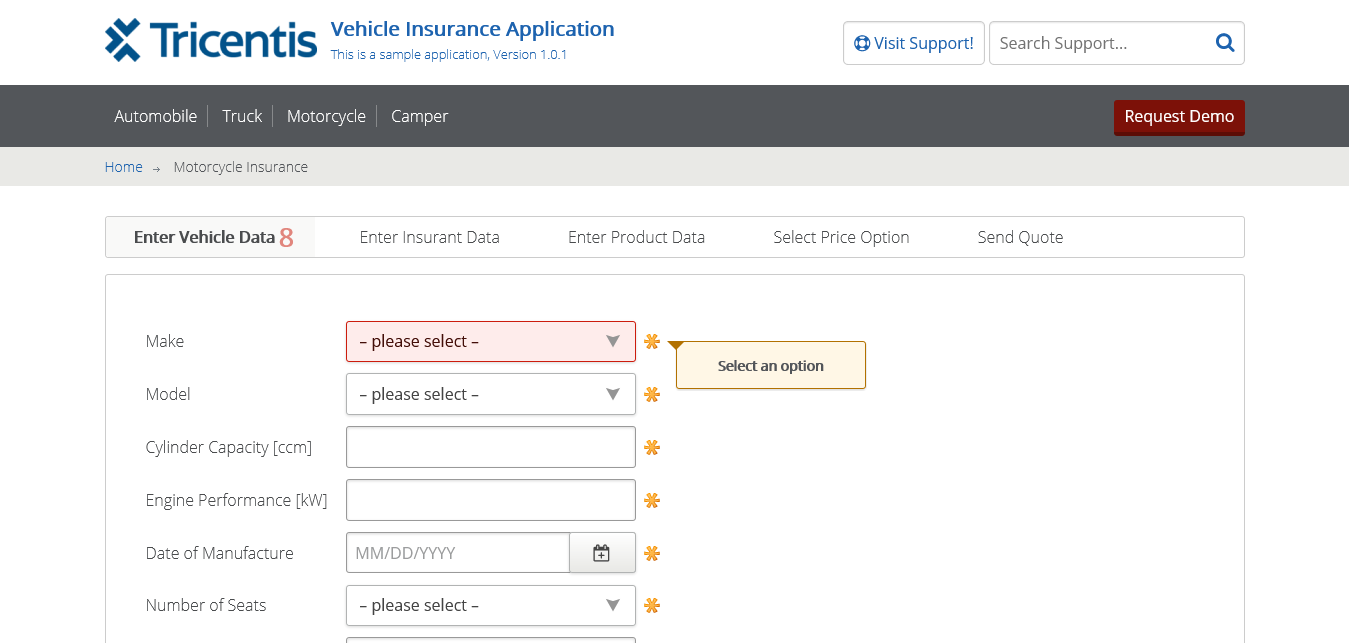 Tricentis
Vehicle Insurance Application
This is a sample application, Version 1.0.1
Visit Support!
Search Support...
Automobile
Truck
Motorcycle
Camper
Request Demo
Home
Motorcycle Insurance
Enter Vehicle Data 8
Enter Insurant Data
Enter Product Data
Select Price Option
Send Quote
Make
– please select –
Select an option
Model
– please select –
Cylinder Capacity [ccm]
Engine Performance [kW]
Date of Manufacture
MM/DD/YYYY
Number of Seats
– please select –